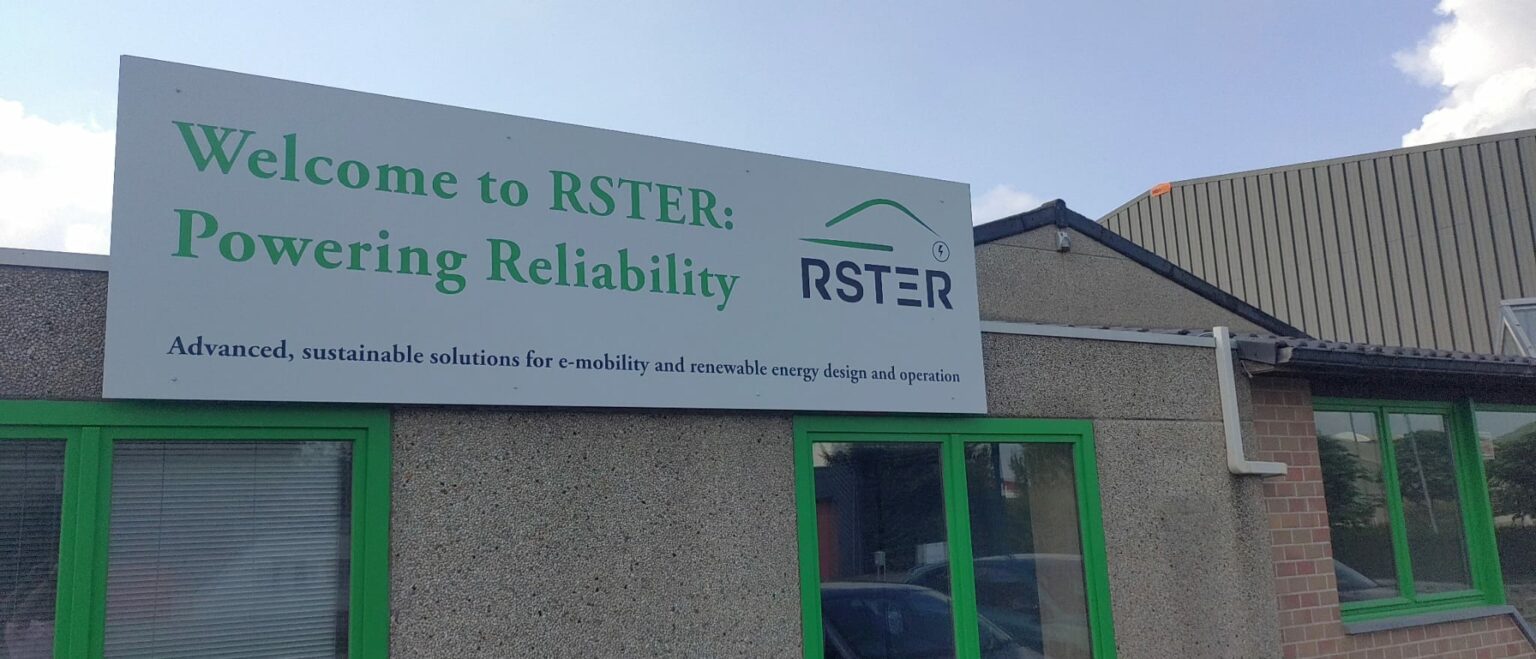 Welcome to RSTER:
Powering Reliability
RSTER
Advanced, sustainable solutions for e-mobility and renewable energy design and operation